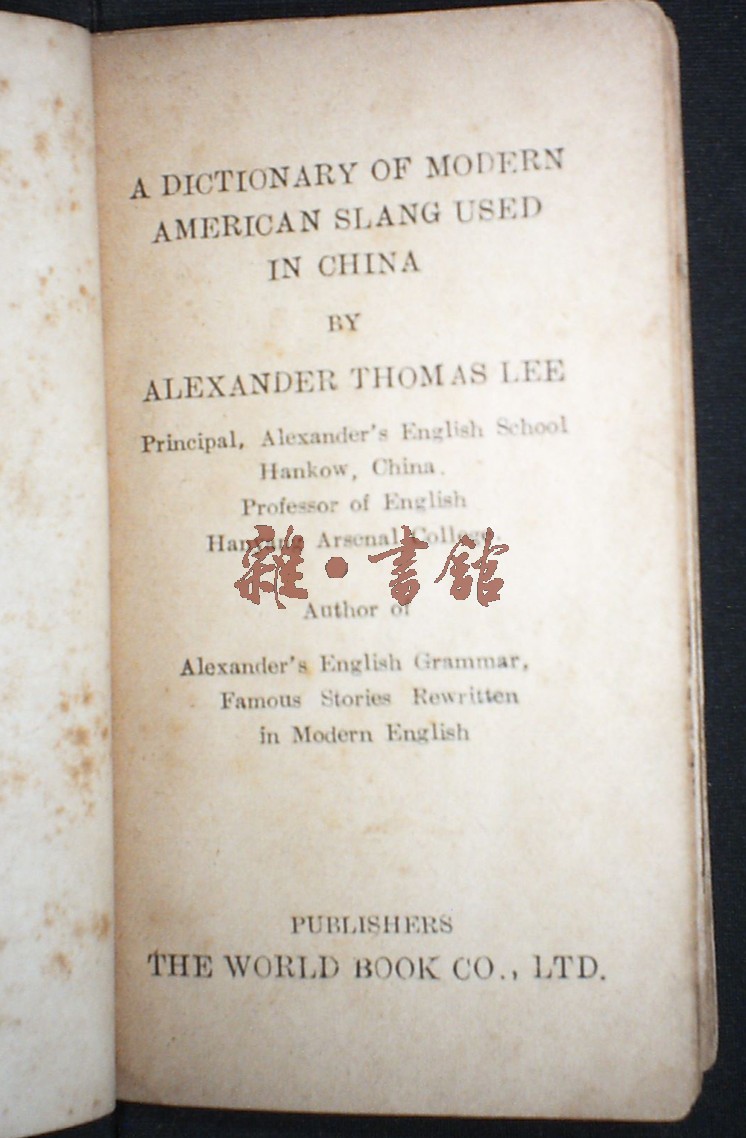 A DICTIONARY OF MODERN
AMERICAN SLANG USED
IN CHINA
BY
ALEXANDER THOMAS LEE
Principal, Alexander's English School
Hankow, China.
Professor of English
Hanyang Arsenal College.
雜·書館
Author of
Alexander's English Grammar,
Famous Stories Rewritten
in Modern English
PUBLISHERS
THE WORLD BOOK CO., LTD.